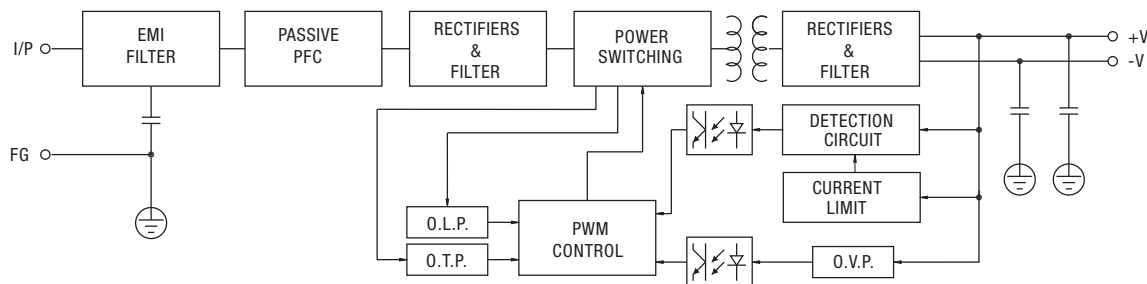 I/P
EMI
FILTER
PASSIVE
PFC
RECTIFIERS
&
FILTER
POWER
SWITCHING
RECTIFIERS
&
FILTER
+V
-V
FG
DETECTION
CIRCUIT
CURRENT
LIMIT
O.L.P.
O.T.P.
PWM
CONTROL
O.V.P.